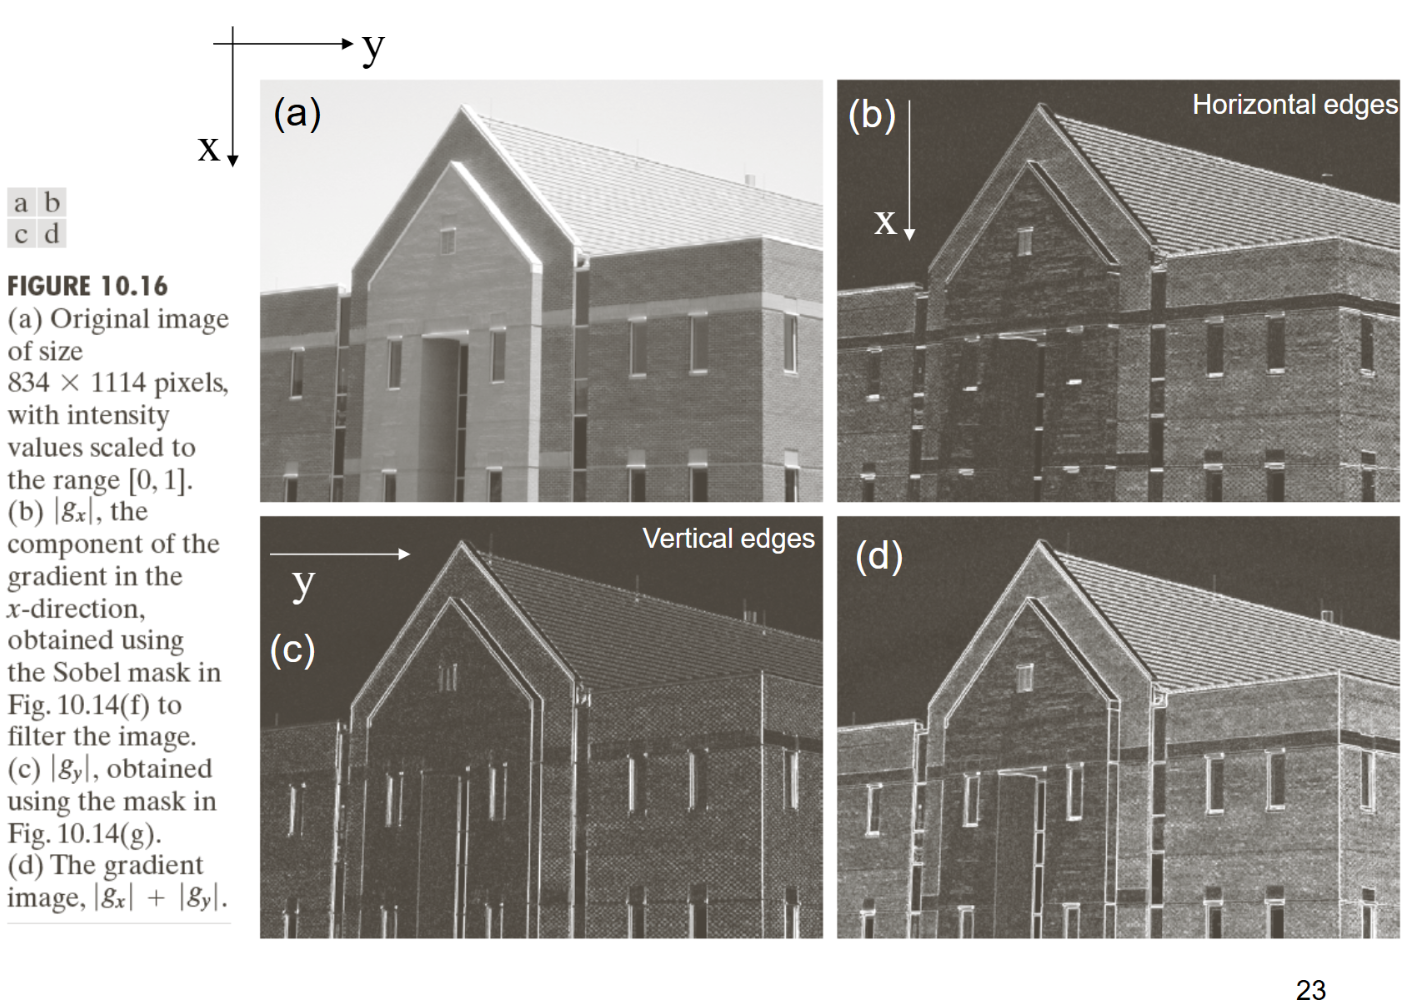 y
x
(a)
(b)
Horizontal edges
x
a b
c d
FIGURE 10.16
(a) Original image
of size
834 × 1114 pixels,
with intensity
values scaled to
the range [0, 1].
(b) |gx|, the
component of the
gradient in the
x-direction,
obtained using
the Sobel mask in
Fig. 10.14(f) to
filter the image.
(c) |gy|, obtained
using the mask in
Fig. 10.14(g).
(d) The gradient
image, |gx| + |gy|.
Vertical edges
y
(c)
(d)
23